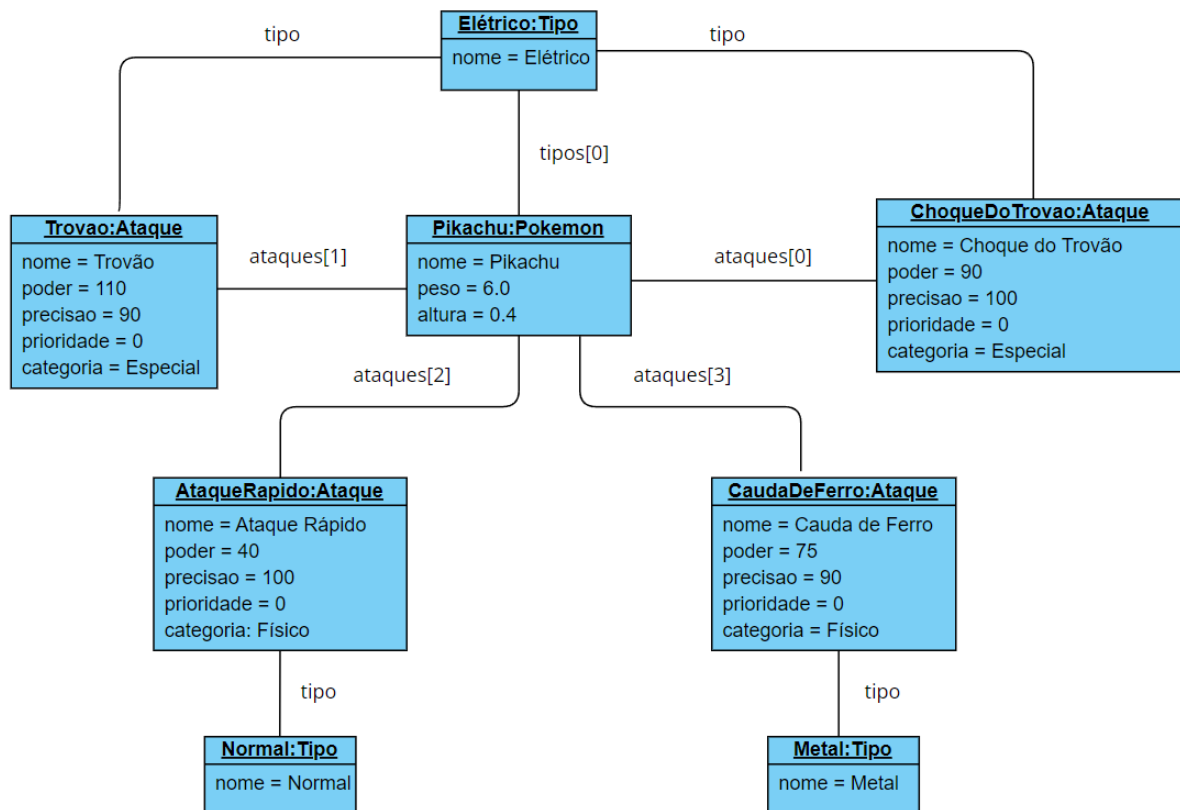 Elétrico:Tipo
nome = Elétrico
tipo
tipo
tipos[0]
Trovao:Ataque
nome = Trovão
poder = 110
precisao = 90
prioridade = 0
categoria = Especial
ataques[1]
Pikachu:Pokemon
nome = Pikachu
peso = 6.0
altura = 0.4
ataques[0]
ChoqueDoTrovao:Ataque
nome = Choque do Trovão
poder = 90
precisao = 100
prioridade = 0
categoria = Especial
ataques[2]
ataques[3]
AtaqueRapido:Ataque
nome = Ataque Rápido
poder = 40
precisao = 100
prioridade = 0
categoria: Físico
CaudaDeFerro:Ataque
nome = Cauda de Ferro
poder = 75
precisao = 90
prioridade = 0
categoria = Físico
tipo
tipo
Normal:Tipo
nome = Normal
Metal:Tipo
nome = Metal